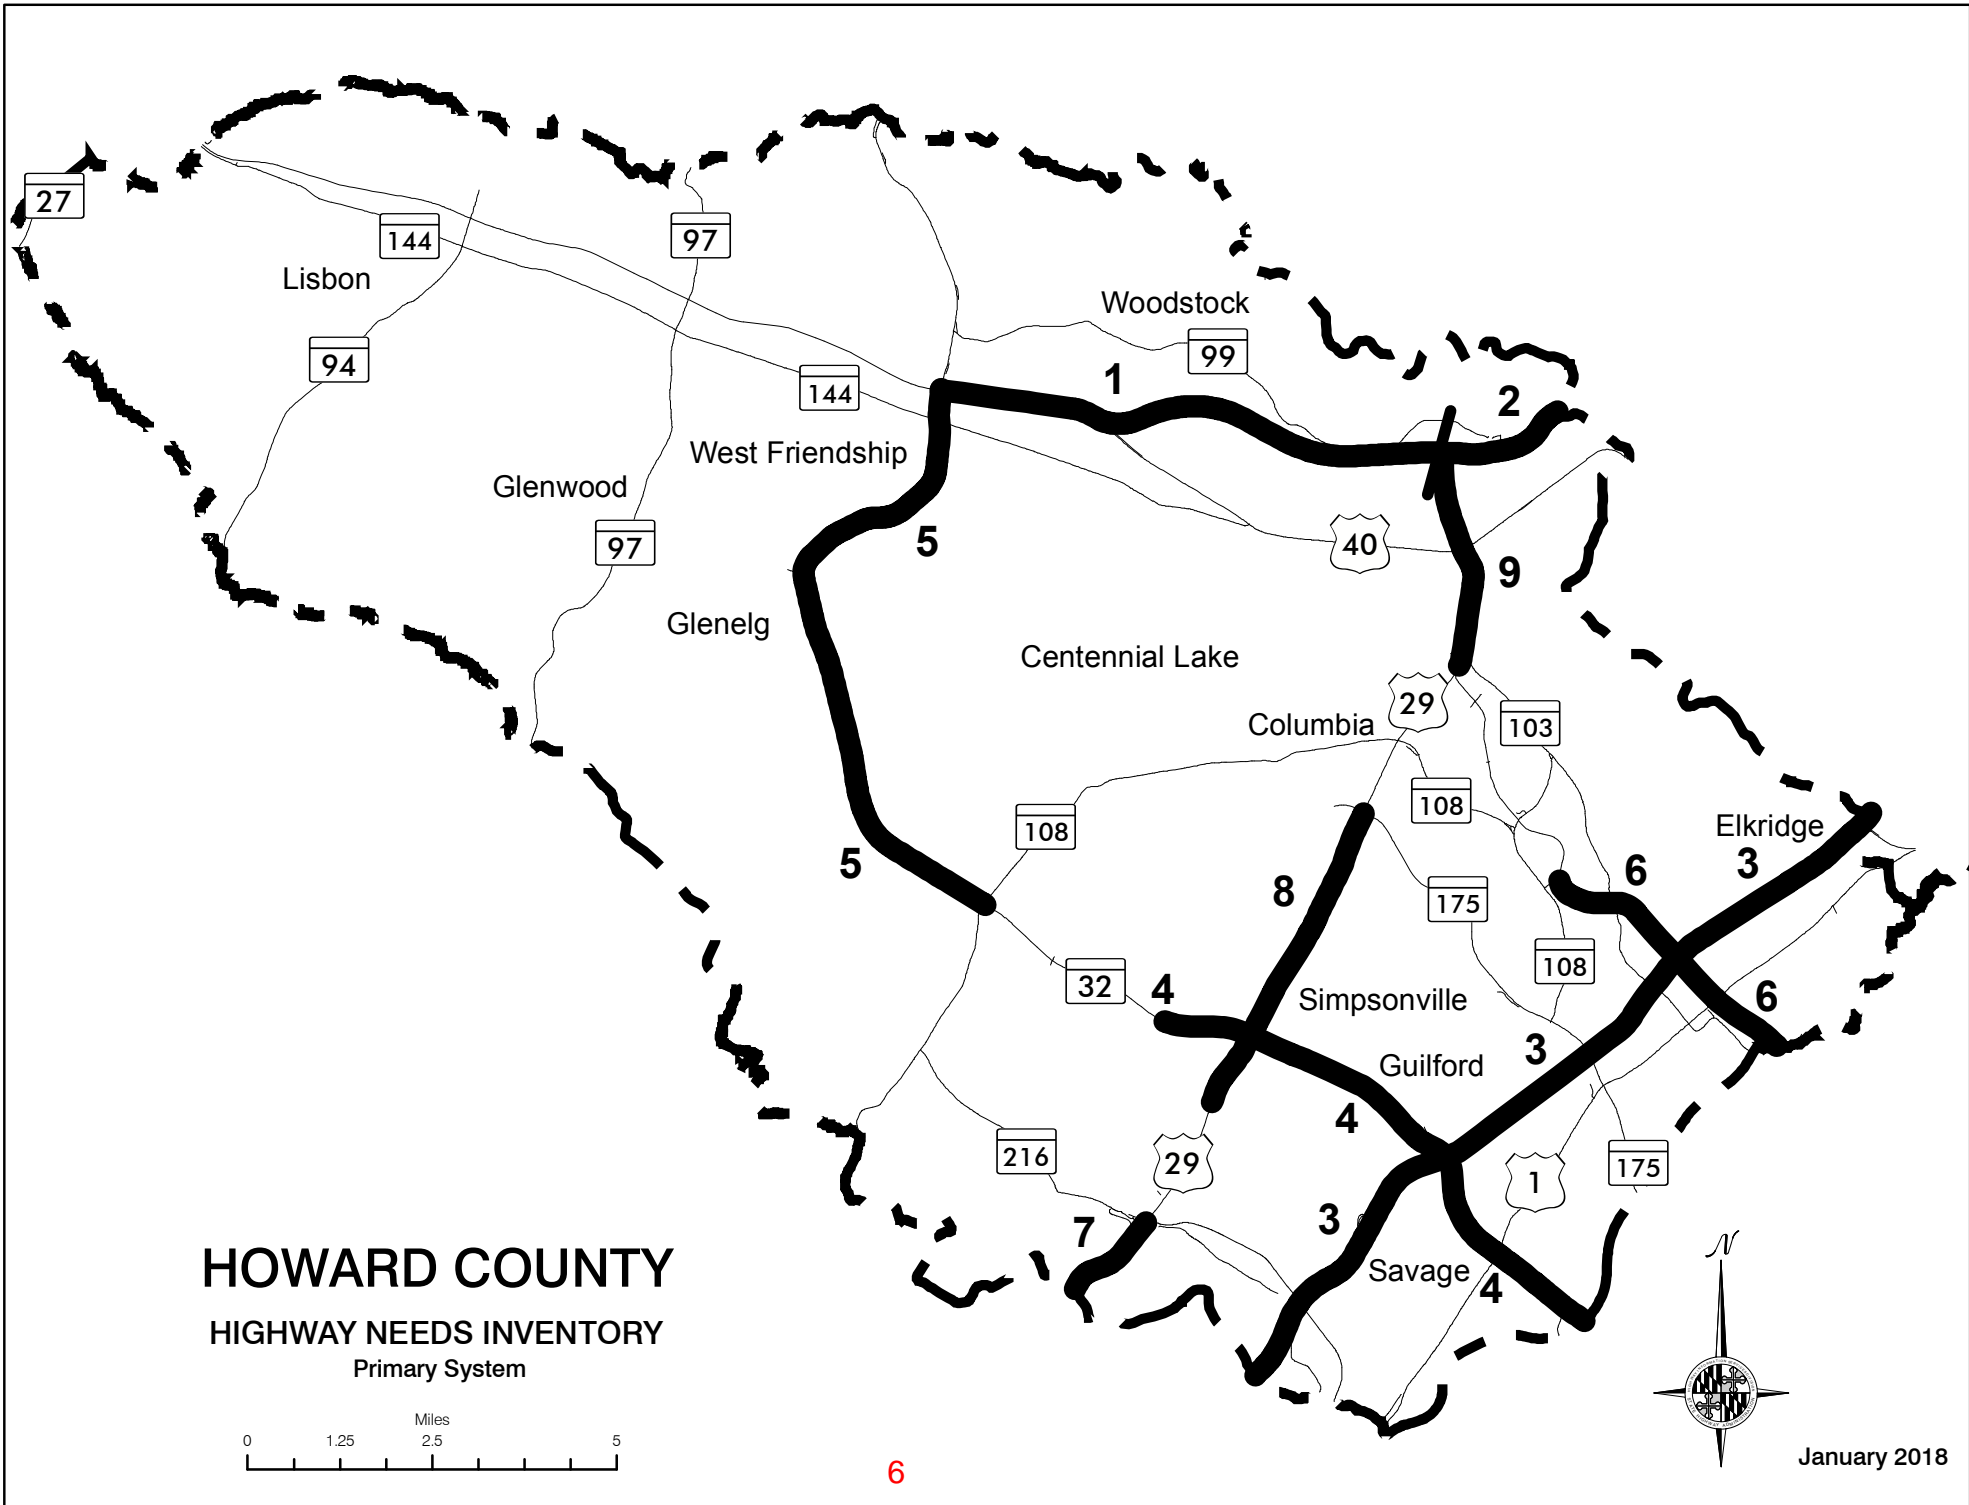 27
144
97
Lisbon
Woodstock
99
94
1
144
2
West Friendship
Glenwood
97
5
40
9
Glenelg
Centennial Lake
29
Columbia
103
108
108
Elkridge
3
5
6
8
175
108
32
4
Simpsonville
6
3
Guilford
4
216
29
175
1
3
7
Savage
4
N
HOWARD COUNTY
HIGHWAY NEEDS INVENTORY
Primary System
Miles
0 1.25 2.5 5
6
January 2018